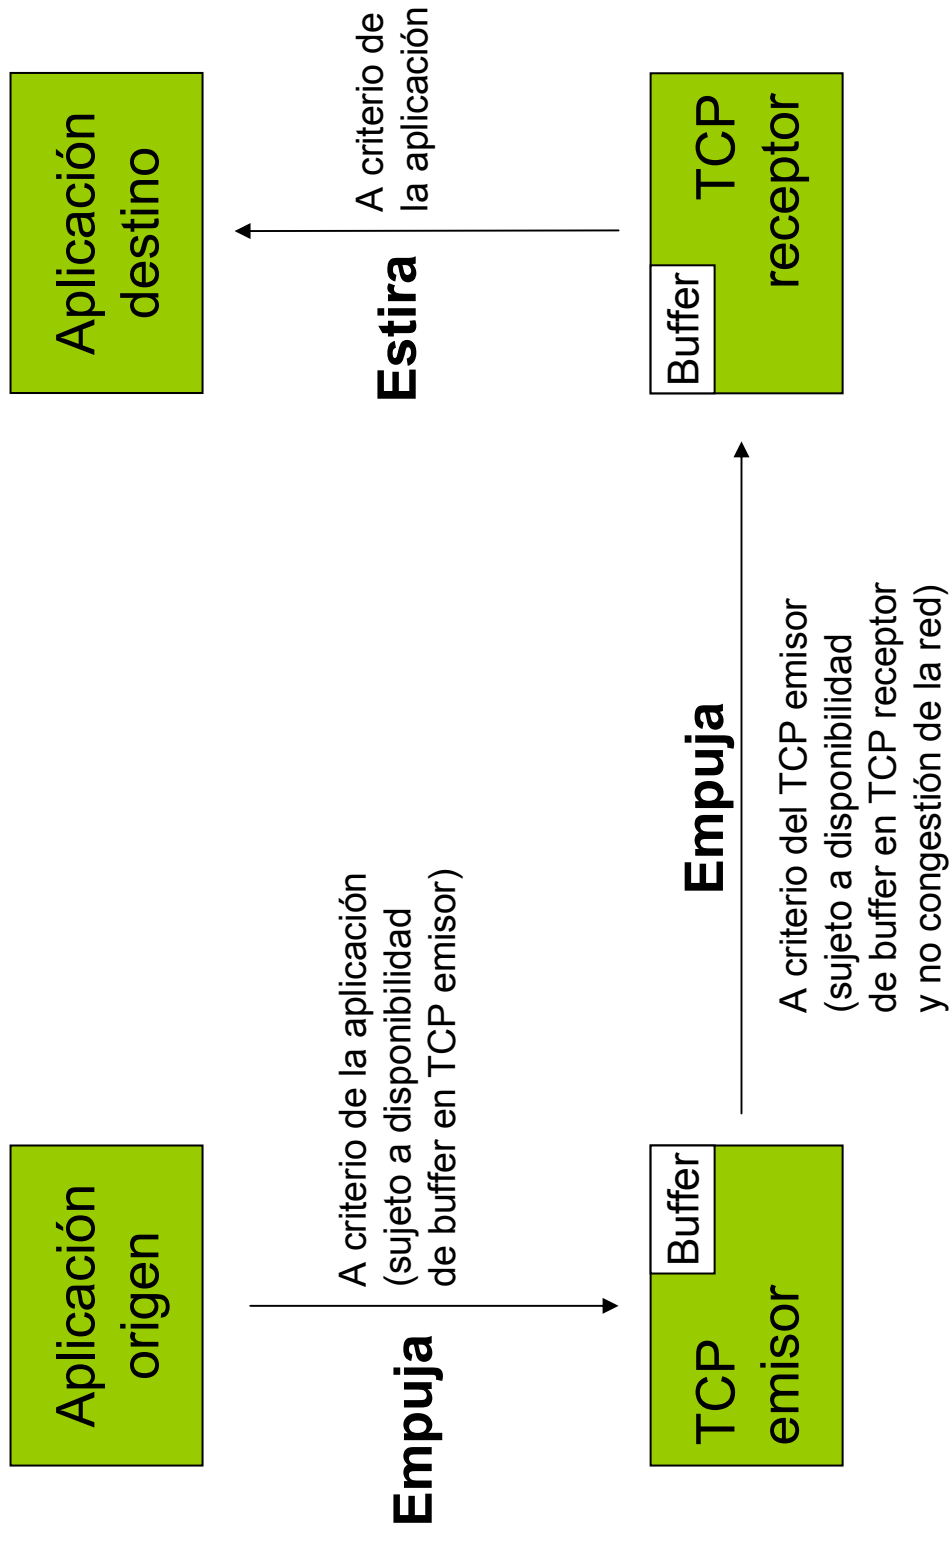 Aplicación
origen
Aplicación
destino
Empuja
A criterio de la aplicación
(sujeto a disponibilidad
de buffer en TCP emisor)
Estira
A criterio de
la aplicación
TCP
emisor
Buffer
Empuja
A criterio del TCP emisor
(sujeto a disponibilidad
de buffer en TCP receptor
y no congestión de la red)
Buffer
TCP
receptor